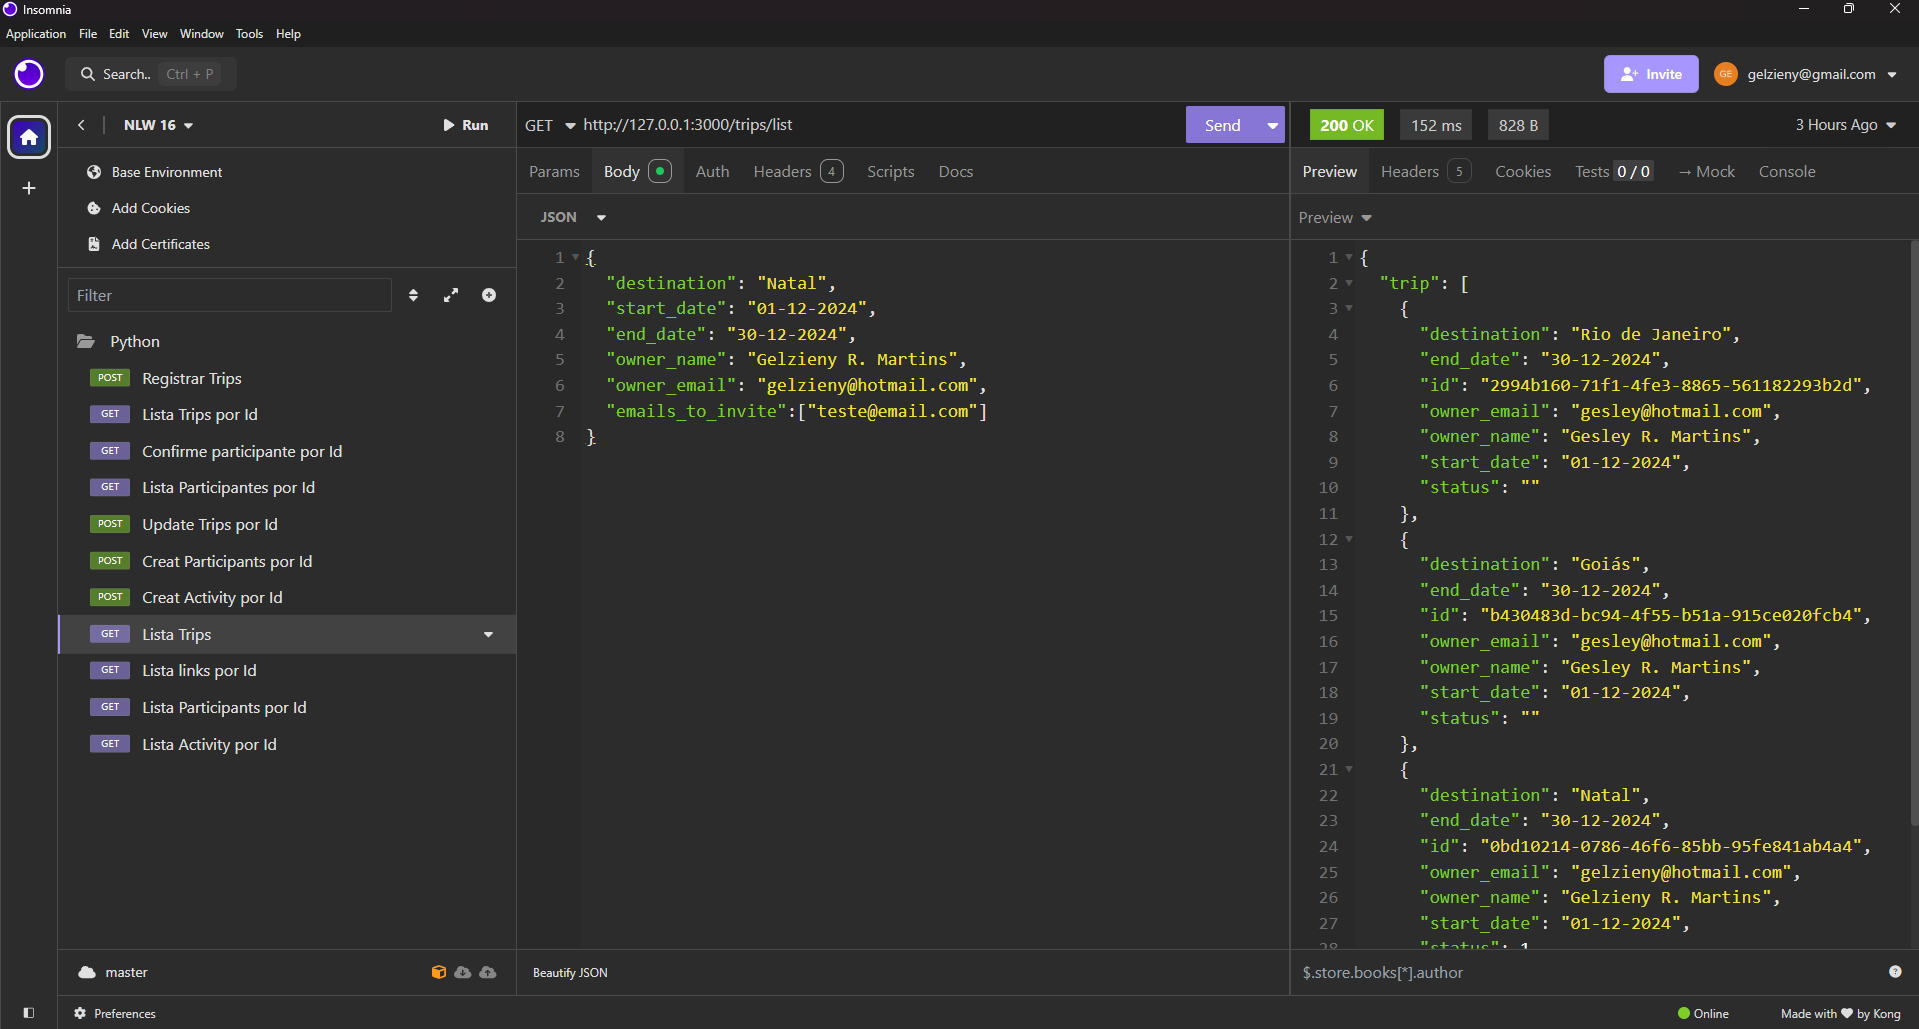 Insomnia
Application File Edit View Window Tools Help
Search.. Ctrl + P
Invite
GE gelzieny@gmail.com
NLW 16
Run
GET http://127.0.0.1:3000/trips/list
Send
200 OK 152 ms 828 B
3 Hours Ago
Base Environment
Add Cookies
Add Certificates
Filter
Python
POST Registrar Trips
GET Lista Trips por Id
GET Confirme participante por Id
GET Lista Participantes por Id
POST Update Trips por Id
POST Creat Participants por Id
POST Creat Activity por Id
GET Lista Trips
GET Lista links por Id
GET Lista Participants por Id
GET Lista Activity por Id
master
Preferences
Params Body Auth Headers 4 Scripts Docs
JSON
1 {
2 "destination": "Natal",
3 "start_date": "01-12-2024",
4 "end_date": "30-12-2024",
5 "owner_name": "Gelzieny R. Martins",
6 "owner_email": "gelzieny@hotmail.com",
7 "emails_to_invite":["teste@email.com"]
8 }
Beautify JSON
Preview Headers 5 Cookies Tests 0 / 0 → Mock Console
Preview
1 {
2 "trip": [
3 {
4 "destination": "Rio de Janeiro",
5 "end_date": "30-12-2024",
6 "id": "2994b160-71f1-4fe3-8865-561182293b2d",
7 "owner_email": "gesley@hotmail.com",
8 "owner_name": "Gesley R. Martins",
9 "start_date": "01-12-2024",
10 "status": ""
11 },
12 {
13 "destination": "Goiás",
14 "end_date": "30-12-2024",
15 "id": "b430483d-bc94-4f55-b51a-915ce020fcb4",
16 "owner_email": "gesley@hotmail.com",
17 "owner_name": "Gesley R. Martins",
18 "start_date": "01-12-2024",
19 "status": ""
20 },
21 {
22 "destination": "Natal",
23 "end_date": "30-12-2024",
24 "id": "0bd10214-0786-46f6-85bb-95fe841ab4a4",
25 "owner_email": "gelzieny@hotmail.com",
26 "owner_name": "Gelzieny R. Martins",
27 "start_date": "01-12-2024",
28 "status": 1
$.store.books[*].author
Online
Made with ♥ by Kong